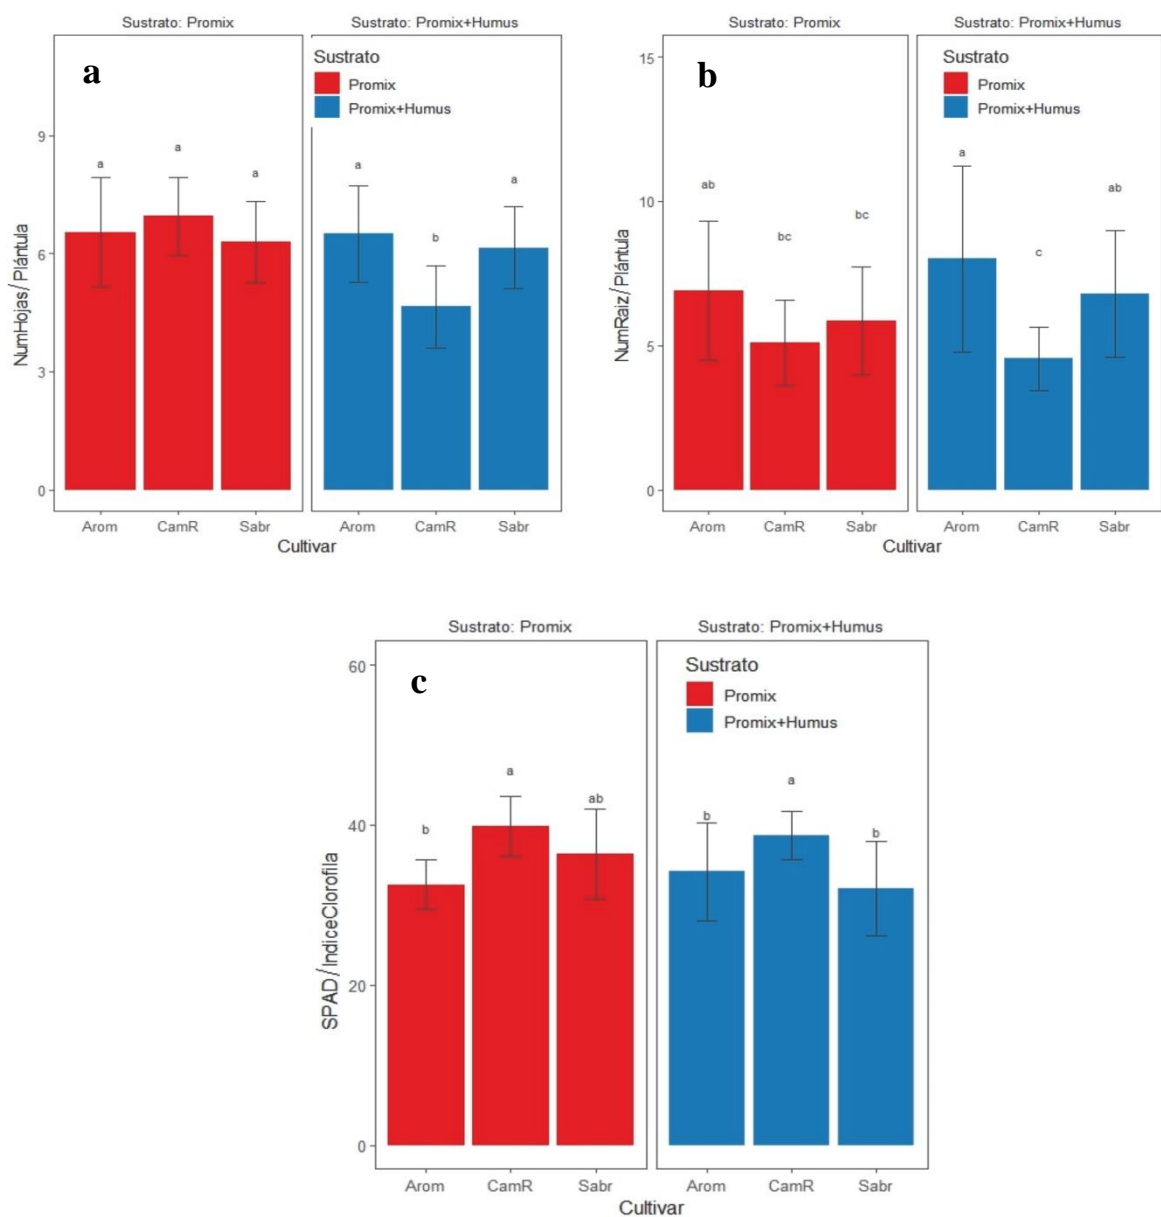 Sustrato: Promix
Sustrato: Promix+Humus
a
Sustrato
Promix
Promix+Humus
NumHojas/Plántula
9
6
3
0
a
a
a
a
b
a
Arom
CamR
Sabr
Arom
CamR
Sabr
Cultivar
Sustrato: Promix
Sustrato: Promix+Humus
b
Sustrato
Promix
Promix+Humus
NumRaiz/Plántula
15
10
5
0
ab
bc
bc
a
c
ab
Arom
CamR
Sabr
Arom
CamR
Sabr
Cultivar
Sustrato: Promix
Sustrato: Promix+Humus
c
Sustrato
Promix
Promix+Humus
SPAD/IndiceClorofila
60
40
20
0
b
a
ab
b
a
b
Arom
CamR
Sabr
Arom
CamR
Sabr
Cultivar